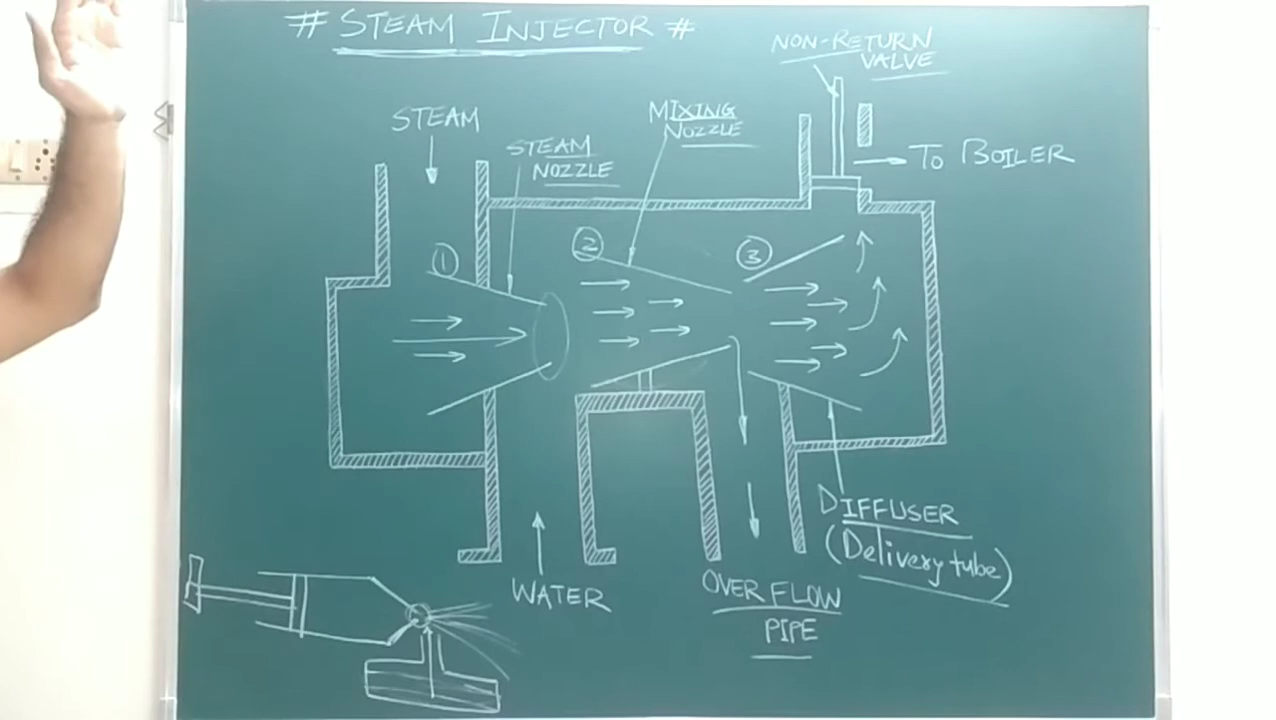 # STEAM INJECTOR #
NON-RETURN
VALVE
STEAM
MIXING
NOZZLE
STEAM
NOZZLE
TO BOILER
1
2
3
DIFFUSER
(Delivery tube)
WATER
OVER FLOW
PIPE